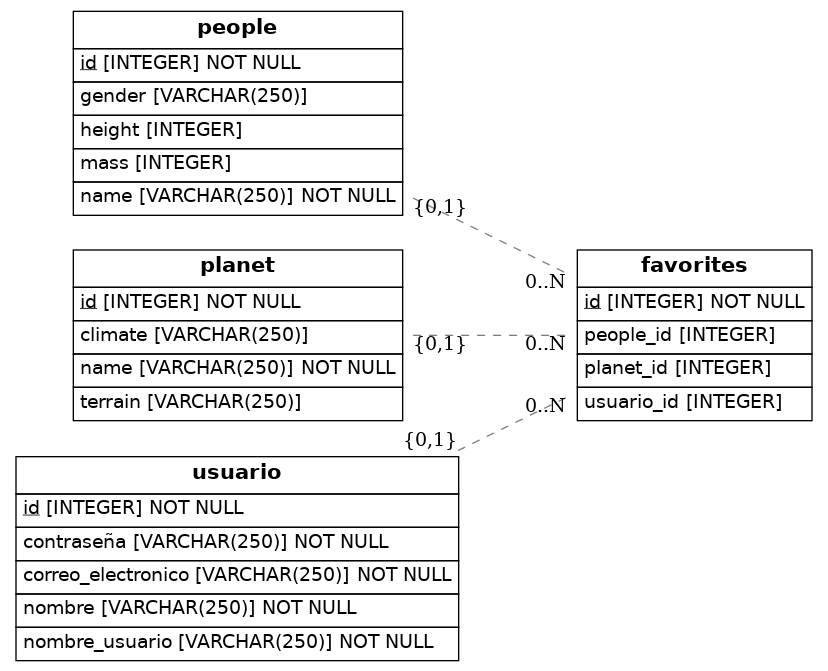 people
id [INTEGER] NOT NULL
gender [VARCHAR(250)]
height [INTEGER]
mass [INTEGER]
name [VARCHAR(250)] NOT NULL
{0,1}
0..N
planet
id [INTEGER] NOT NULL
climate [VARCHAR(250)]
name [VARCHAR(250)] NOT NULL
terrain [VARCHAR(250)]
{0,1}
0..N
favorites
id [INTEGER] NOT NULL
people_id [INTEGER]
planet_id [INTEGER]
usuario_id [INTEGER]
0..N
{0,1}
usuario
id [INTEGER] NOT NULL
contraseña [VARCHAR(250)] NOT NULL
correo_electronico [VARCHAR(250)] NOT NULL
nombre [VARCHAR(250)] NOT NULL
nombre_usuario [VARCHAR(250)] NOT NULL